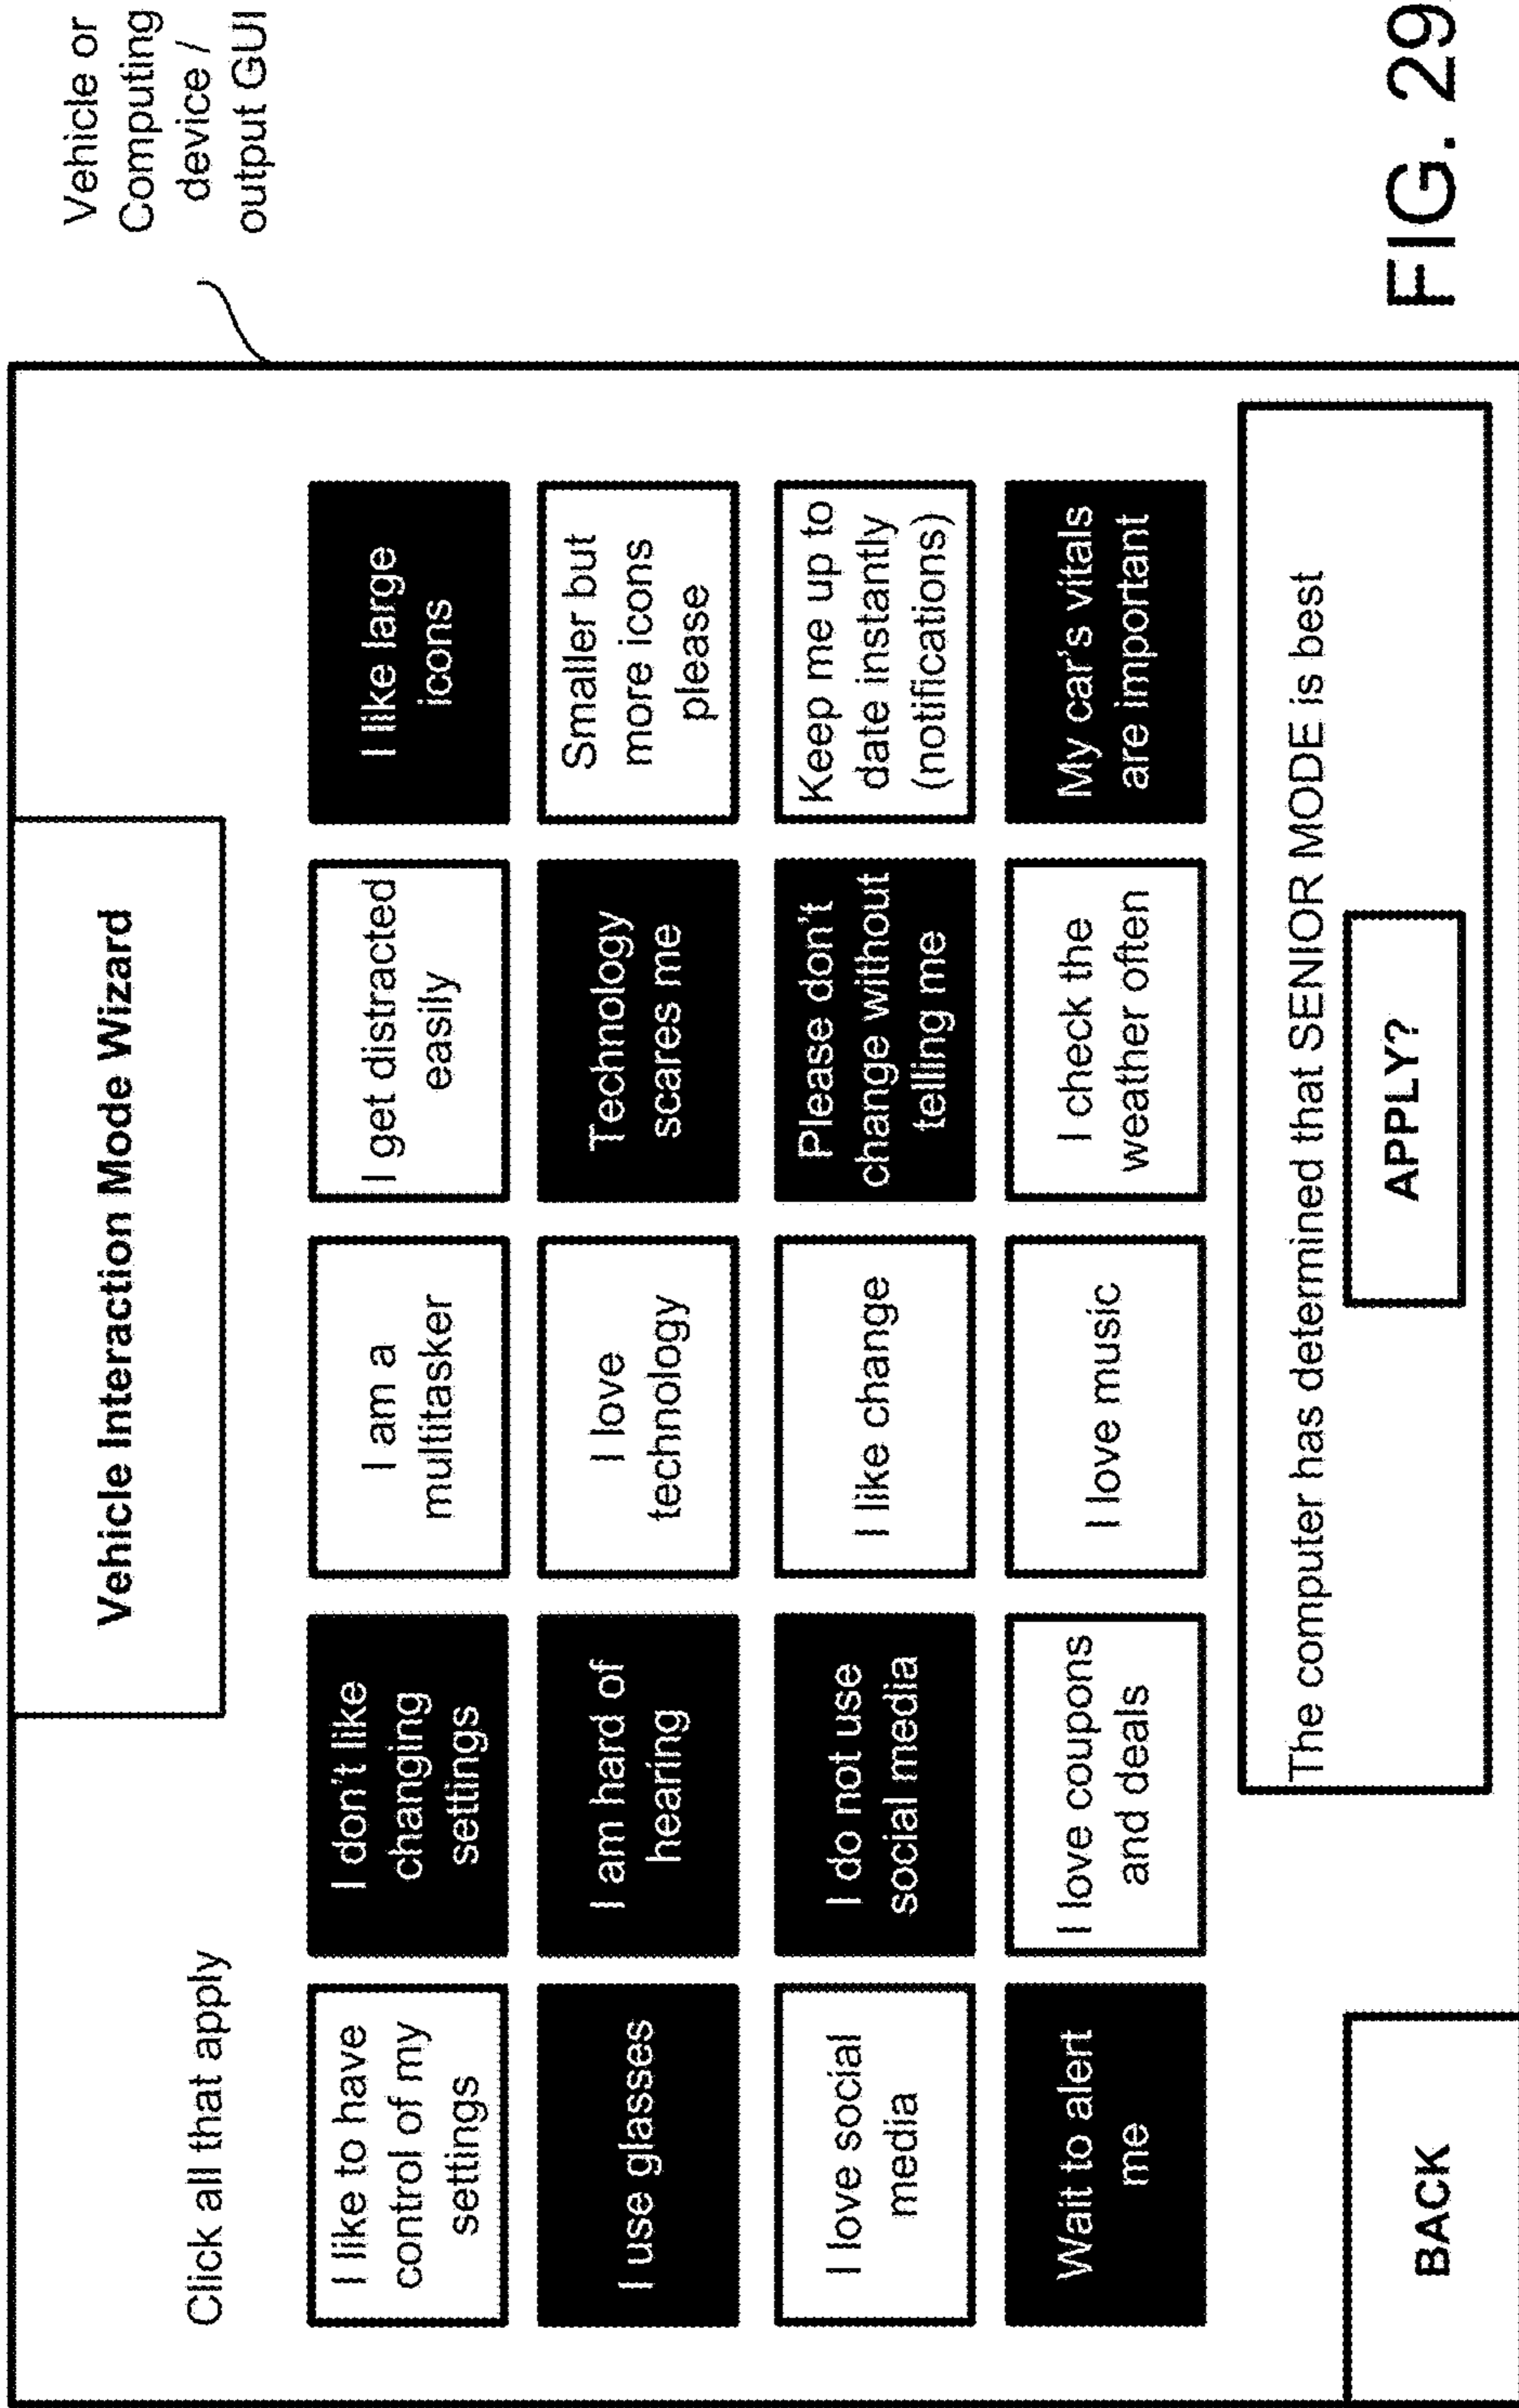 Vehicle Interaction Mode Wizard
Vehicle or
Computing
device /
output GUI
Click all that apply
I like to have
control of my
settings
I don't like
changing
settings
I am a
multitasker
I get distracted
easily
I like large
icons
I use glasses
I am hard of
hearing
I love
technology
Technology
scares me
Smaller but
more icons
please
I love social
media
I do not use
social media
I like change
Please don't
change without
telling me
Keep me up to
date instantly
(notifications)
Wait to alert
me
I love coupons
and deals
I love music
I check the
weather often
My car's vitals
are important
The computer has determined that SENIOR MODE is best
APPLY?
BACK
FIG. 29